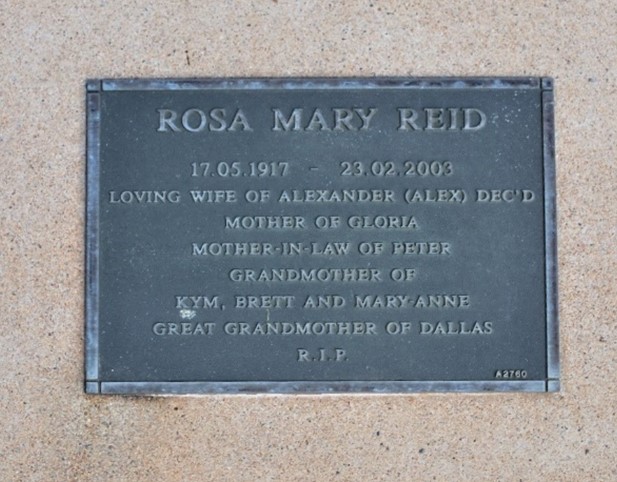 ROSA MARY REID
17.05.1917 - 23.02.2003
LOVING WIFE OF ALEXANDER (ALEX) DEC'D
MOTHER OF GLORIA
MOTHER-IN-LAW OF PETER
GRANDMOTHER OF
KYM, BRETT AND MARY-ANNE
GREAT GRANDMOTHER OF DALLAS
R.I.P.
A2760